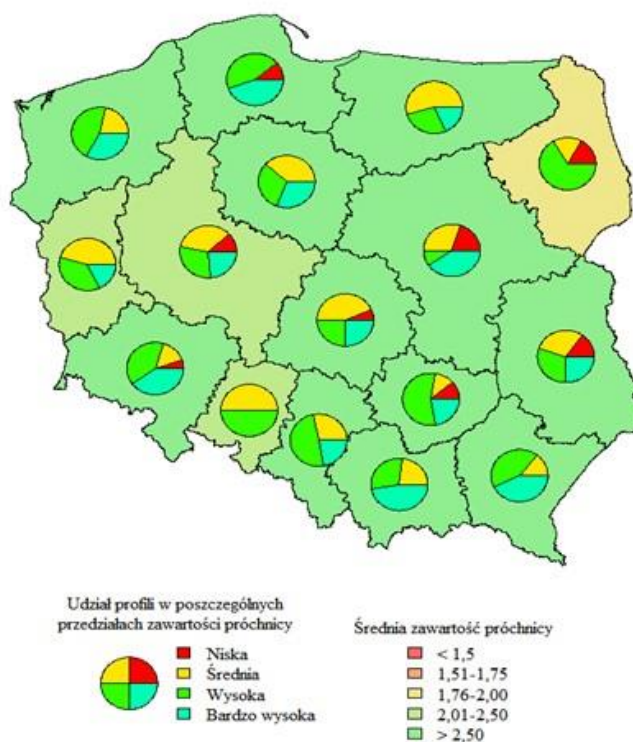 Udział profili w poszczególnych
przedziałach zawartości próchnicy
Niska
Średnia
Wysoka
Bardzo wysoka
Średnia zawartość próchnicy
< 1,5
1,51-1,75
1,76-2,00
2,01-2,50
> 2,50